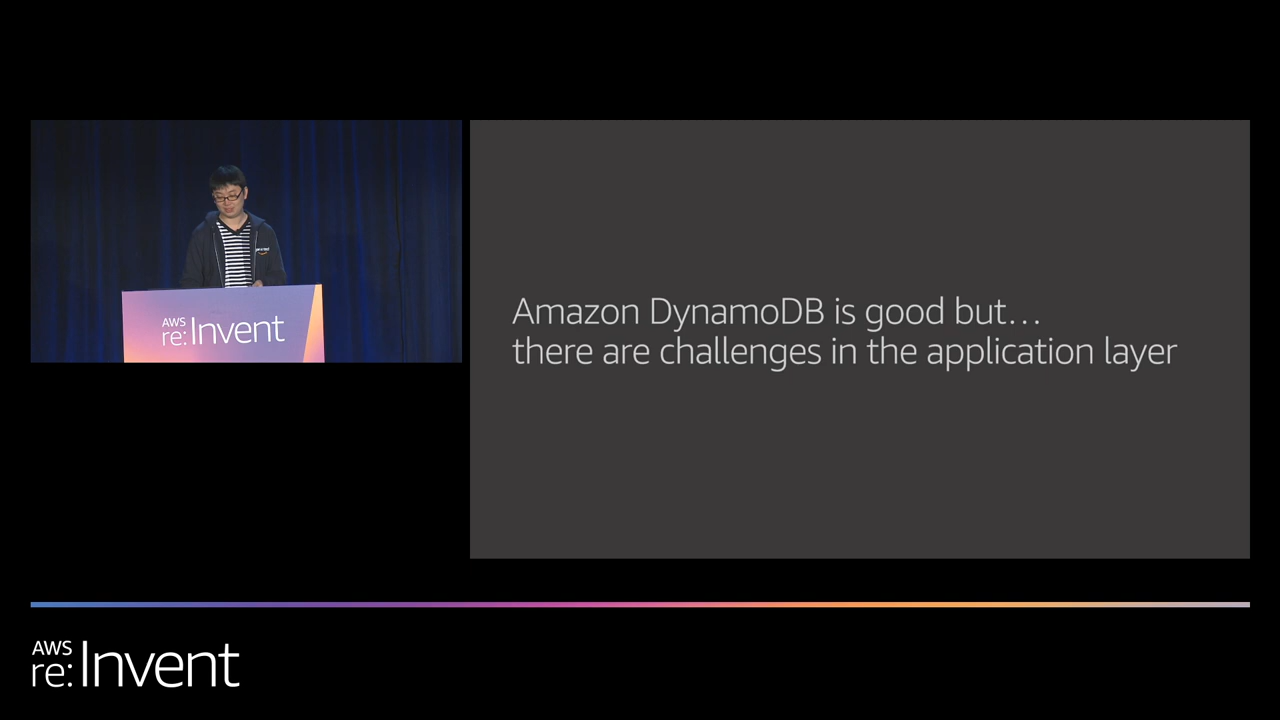 AWS
re:Invent
Amazon DynamoDB is good but…
there are challenges in the application layer
AWS
re:Invent